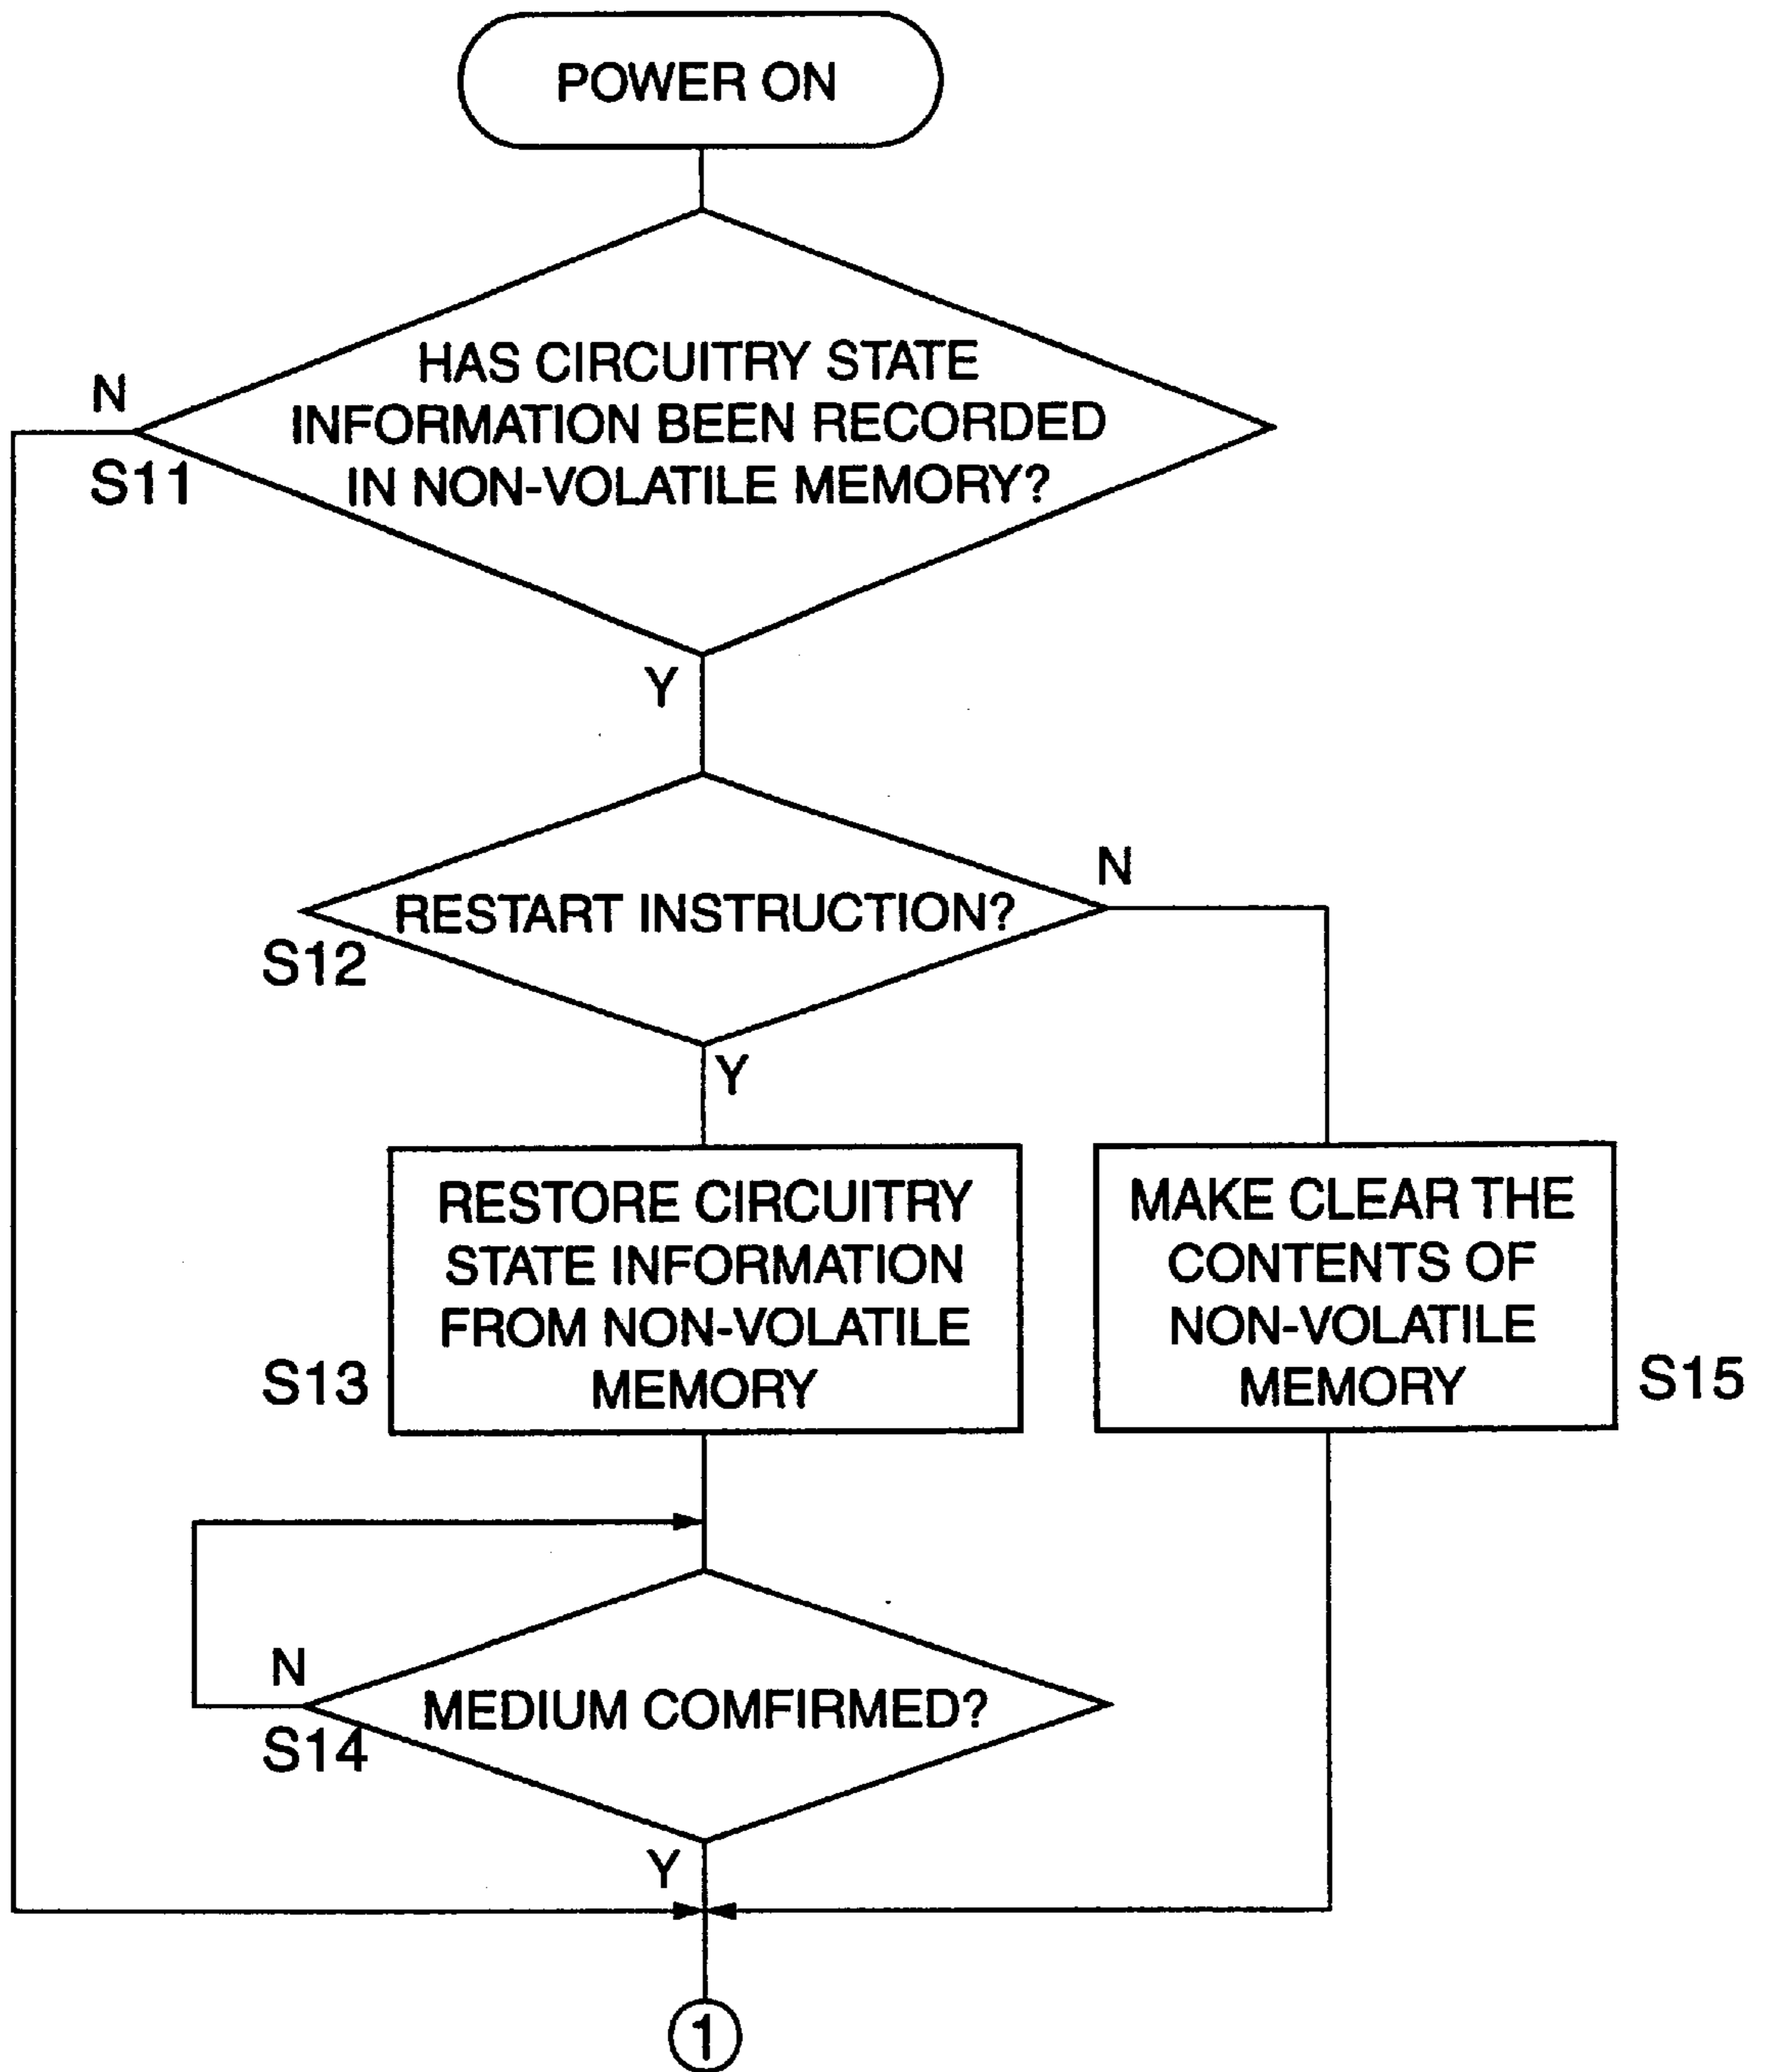 POWER ON
HAS CIRCUITRY STATE
INFORMATION BEEN RECORDED
IN NON-VOLATILE MEMORY?
N
S11
Y
RESTART INSTRUCTION?
N
S12
Y
RESTORE CIRCUITRY
STATE INFORMATION
FROM NON-VOLATILE
MEMORY
S13
MAKE CLEAR THE
CONTENTS OF
NON-VOLATILE
MEMORY
S15
N
MEDIUM COMFIRMED?
S14
Y
1